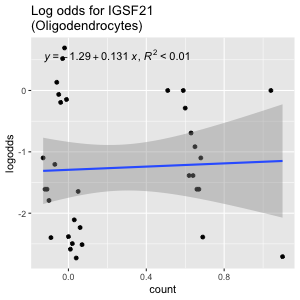 Log odds for IGSF21
(Oligodendrocytes)
y = −1.29 + 0.131 x, R² < 0.01
0
-1
-2
logodds
0.0 0.4 0.8
count